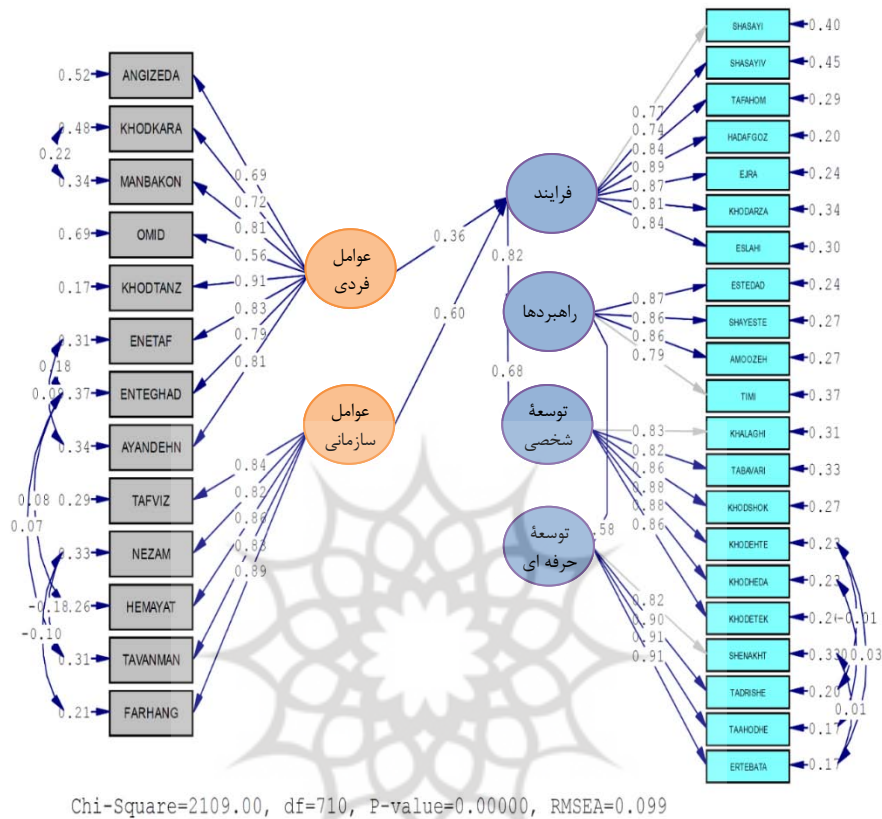 0.52
ANGIZEDA
0.48
KHODKARA
0.22
0.34
MANBAKON
0.69
OMID
0.17
KHODTANZ
0.31
ENETAF
0.18
0.09
0.37
ENTEGHAD
0.34
AYANDEHN
0.08
0.29
TAFVIZ
0.07
0.33
NEZAM
-0.18
0.26
HEMAYAT
-0.10
0.31
TAVANMAN
0.21
FARHANG
0.69
0.72
0.81
0.56
0.91
0.83
0.79
0.81
عوامل
فردی
0.84
0.82
0.86
0.83
0.89
عوامل
سازمانی
0.36
0.60
فرایند
0.82
راهبردها
0.68
توسعۀ
شخصی
.58
توسعۀ
حرفه ای
0.77
0.74
0.84
0.89
0.87
0.81
0.84
0.87
0.86
0.86
0.79
0.83
0.82
0.86
0.88
0.88
0.86
0.82
0.90
0.91
0.91
SHASAYI
0.40
SHASAYIV
0.45
TAFAHOM
0.29
HADAFGOZ
0.20
EJRA
0.24
KHODARZA
0.34
ESLAHI
0.30
ESTEDAD
0.24
SHAYESTE
0.27
AMOOZEH
0.27
TIMI
0.37
KHALAGHI
0.31
TABAVARI
0.33
KHODSHOK
0.27
KHODEHTE
0.23
KHODHEDA
0.23
KHODETEK
SHENAKHT
0.33
TADRISHE
0.20
TAAHODHE
0.17
ERTEBATA
0.17
-0.01
0.03
0.01
Chi-Square=2109.00, df=710, P-value=0.00000, RMSEA=0.099